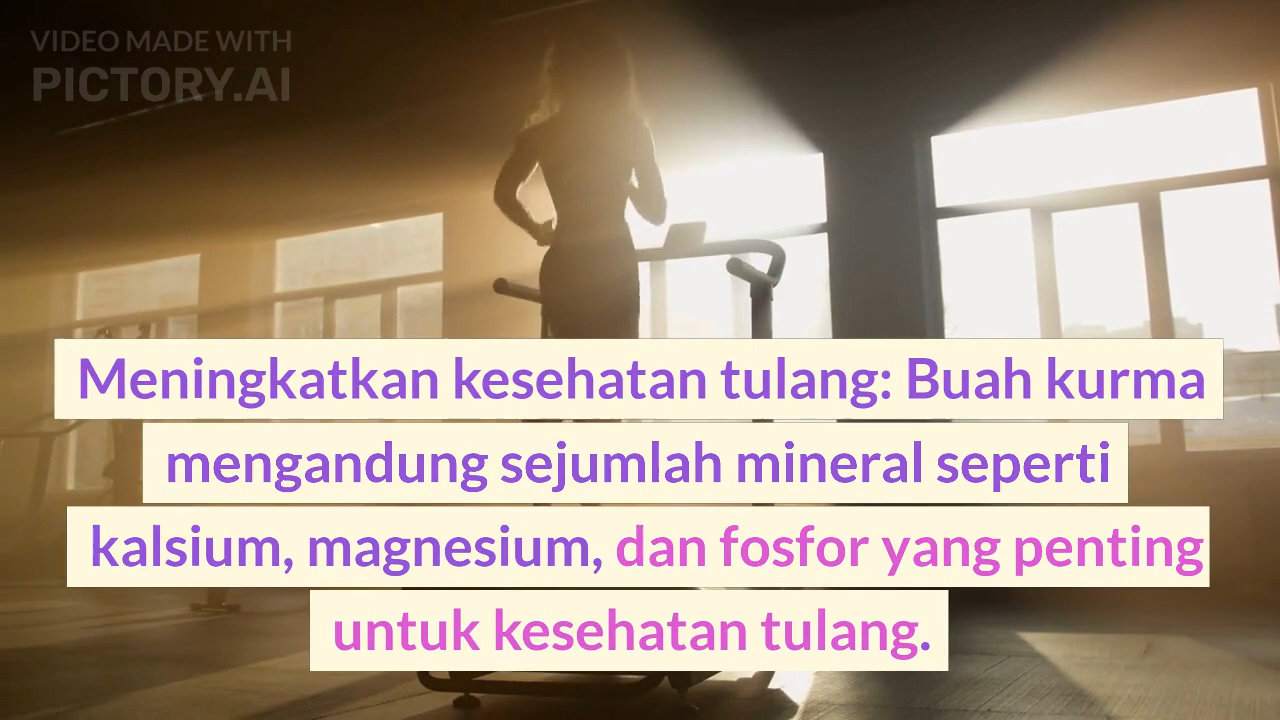 VIDEO MADE WITH
PICTORY.AI
Meningkatkan kesehatan tulang: Buah kurma
mengandung sejumlah mineral seperti
kalsium, magnesium, dan fosfor yang penting
untuk kesehatan tulang.